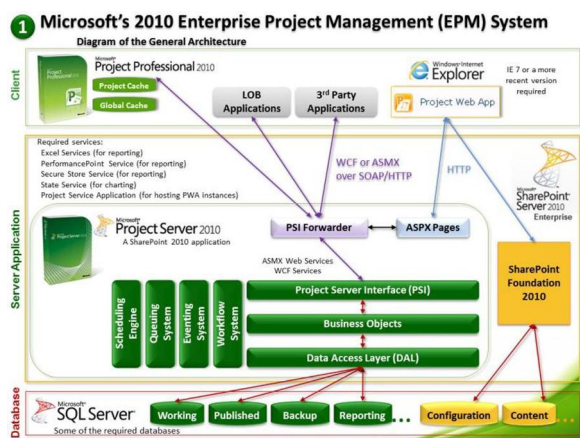 1 Microsoft's 2010 Enterprise Project Management (EPM) System
Diagram of the General Architecture
Client
Microsoft
Project Professional 2010
Project Cache
Global Cache
LOB
Applications
3rd Party
Applications
Windows Internet
Explorer
Project Web App
IE 7 or a more
recent version
required
Server Application
Required services:
Excel Services (for reporting)
PerformancePoint Service (for reporting)
Secure Store Service (for reporting)
State Service (for charting)
Project Service Application (for hosting PWA instances)
WCF or ASMX
over SOAP/HTTP
HTTP
Microsoft
SharePoint
Server 2010
Enterprise
Microsoft
Project Server 2010
A SharePoint 2010 application
PSI Forwarder
ASPX Pages
ASMX Web Services
WCF Services
Scheduling
Engine
Queuing
System
Eventing
System
Workflow
System
Project Server Interface (PSI)
Business Objects
Data Access Layer (DAL)
SharePoint
Foundation
2010
Database
Microsoft
SQL Server
Some of the required databases
Working
Published
Backup
Reporting
...
Configuration
Content
...